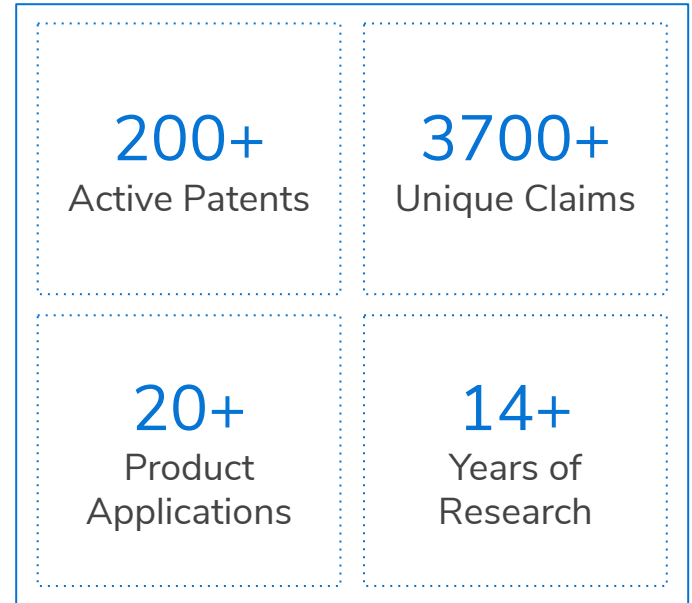 200+
Active Patents
3700+
Unique Claims
20+
Product
Applications
14+
Years of
Research